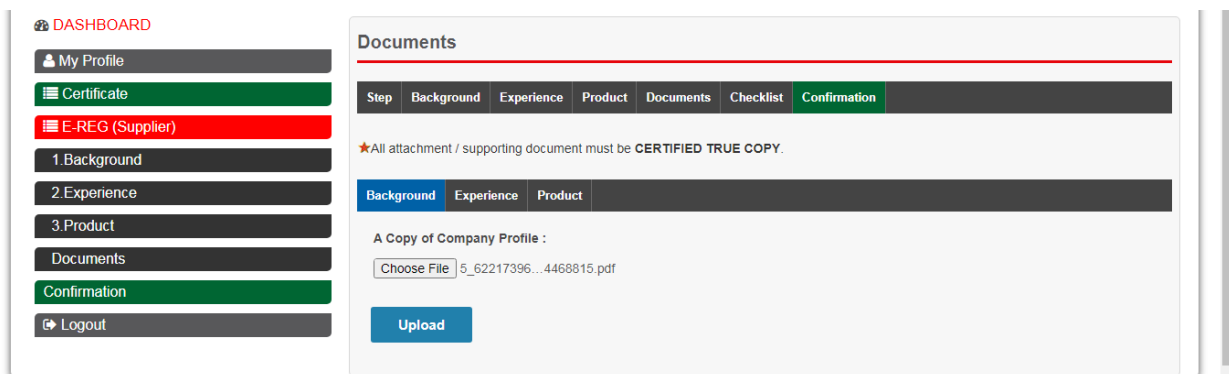 DASHBOARD
My Profile
Certificate
E-REG (Supplier)
1.Background
2.Experience
3.Product
Documents
Confirmation
Logout
Documents
Step Background Experience Product Documents Checklist Confirmation
★All attachment / supporting document must be CERTIFIED TRUE COPY.
Background Experience Product
A Copy of Company Profile :
Choose File 5_62217396...4468815.pdf
Upload